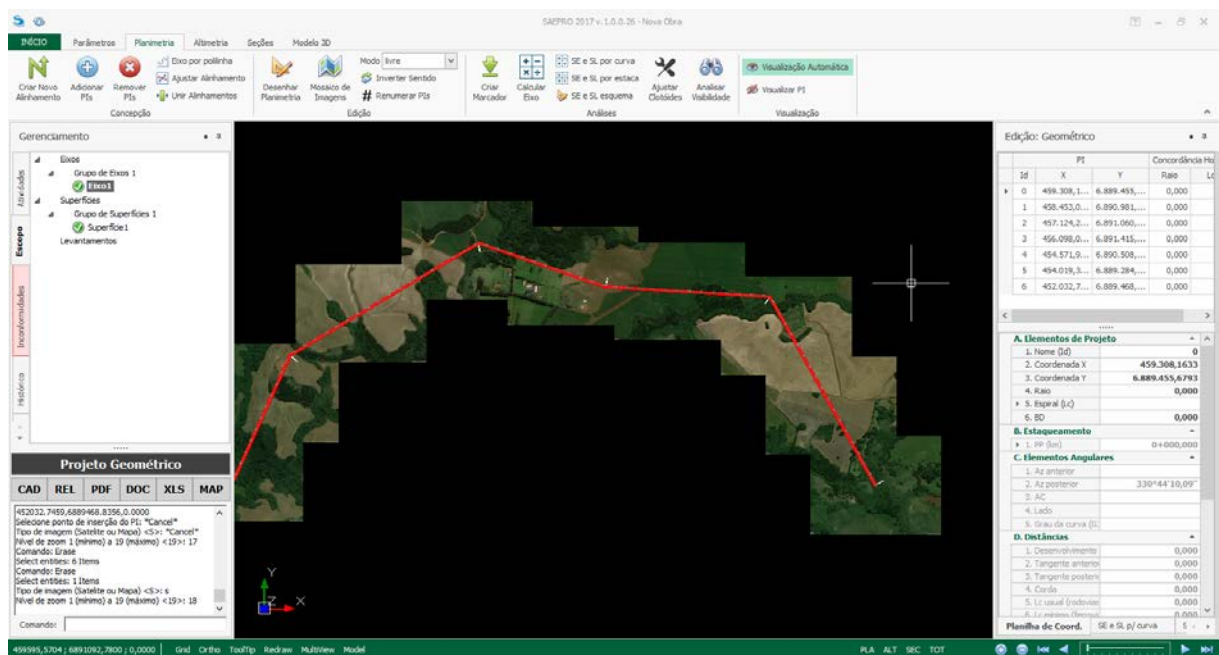 SAEPRO 2017 v. 1.0.0.26 - Nova Obra
INÍCIO Parâmetros Planimetria Altimetria Seções Modelo 3D
Criar Novo Alinhamento
Adicionar PIs
Remover PIs
Eixo por polilinha
Ajustar Alinhamento
Unir Alinhamentos
Concepção
Desenhar Planimetria
Mosaico de Imagens
Modo livre
Inverter Sentido
Renumerar PIs
Edição
Criar Marcador
Calcular Eixo
SE e SL por curva
SE e SL por estaca
SE e SL esquema
Ajustar Clotóides
Analisar Visibilidade
Análises
Visualização Automática
Visualizar PI
Visualização
Gerenciamento
Atividades
Escopo
Inconformidades
Histórico
Eixos
Grupo de Eixos 1
Eixo1
Superfícies
Grupo de Superfícies 1
Superfície1
Levantamentos
Projeto Geométrico
CAD REL PDF DOC XLS MAP
452032.7459,6889468.8356,0.0000
Selecione ponto de inserção do PI: *Cancel*
Tipo de imagem (Satelite ou Mapa) <S>: *Cancel*
Nivel de zoom 1 (mínimo) a 19 (máximo) <19>: 17
Comando: Erase
Select entities: 6 Items
Comando: Erase
Select entities: 1 Items
Tipo de imagem (Satelite ou Mapa) <S>: s
Nivel de zoom 1 (mínimo) a 19 (máximo) <19>: 18
Comando:
Y
Z X
Edição: Geométrico
PI Concordância Ho
Id X Y Raio Lc
0 459.308,1... 6.889.455,... 0,000
1 458.453,0... 6.890.981,... 0,000
2 457.124,2... 6.891.060,... 0,000
3 456.098,0... 6.891.415,... 0,000
4 454.571,9... 6.890.508,... 0,000
5 454.019,3... 6.889.284,... 0,000
6 452.032,7... 6.889.468,... 0,000
A. Elementos de Projeto
1. Nome (Id) 0
2. Coordenada X 459.308,1633
3. Coordenada Y 6.889.455,6793
4. Raio 0,000
5. Espiral (Lc)
6. BD 0,000
B. Estaqueamento
1. PP (km) 0+000,000
C. Elementos Angulares
1. Az anterior
2. Az posterior 330°44'10,09"
3. AC
4. Lado
5. Grau da curva (G
D. Distâncias
1. Desenvolvimento 0,000
2. Tangente anterior 0,000
3. Tangente posteri 0,000
4. Corda 0,000
5. Lc usual (rodovias 0,000
6. Lc mínimo (ferrov 0,000
Planilha de Coord. SE e SL p/ curva S
459595,5704 ; 6891092,7800 ; 0,0000 Grid Ortho ToolTip Redraw MultiView Model PLA ALT SEC TOT